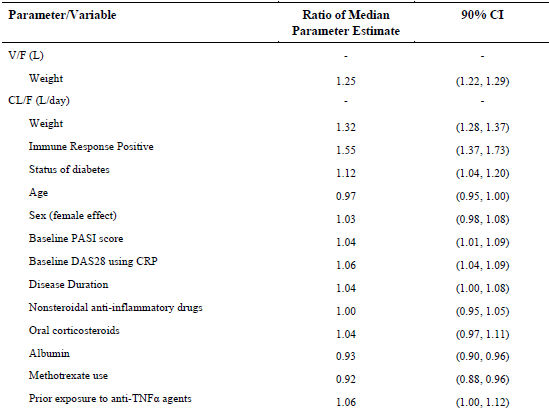 Parameter/Variable Ratio of Median Parameter Estimate 90% CI
V/F (L) - -
Weight 1.25 (1.22, 1.29)
CL/F (L/day) - -
Weight 1.32 (1.28, 1.37)
Immune Response Positive 1.55 (1.37, 1.73)
Status of diabetes 1.12 (1.04, 1.20)
Age 0.97 (0.95, 1.00)
Sex (female effect) 1.03 (0.98, 1.08)
Baseline PASI score 1.04 (1.01, 1.09)
Baseline DAS28 using CRP 1.06 (1.04, 1.09)
Disease Duration 1.04 (1.00, 1.08)
Nonsteroidal anti-inflammatory drugs 1.00 (0.95, 1.05)
Oral corticosteroids 1.04 (0.97, 1.11)
Albumin 0.93 (0.90, 0.96)
Methotrexate use 0.92 (0.88, 0.96)
Prior exposure to anti-TNFα agents 1.06 (1.00, 1.12)